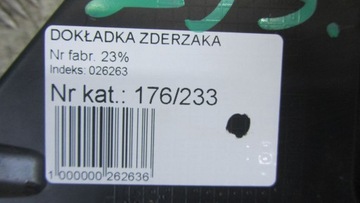 DOKŁADKA ZDERZAKA
Nr fabr. 23%
Indeks: 026263
Nr kat.: 176/233
1 000000 262636